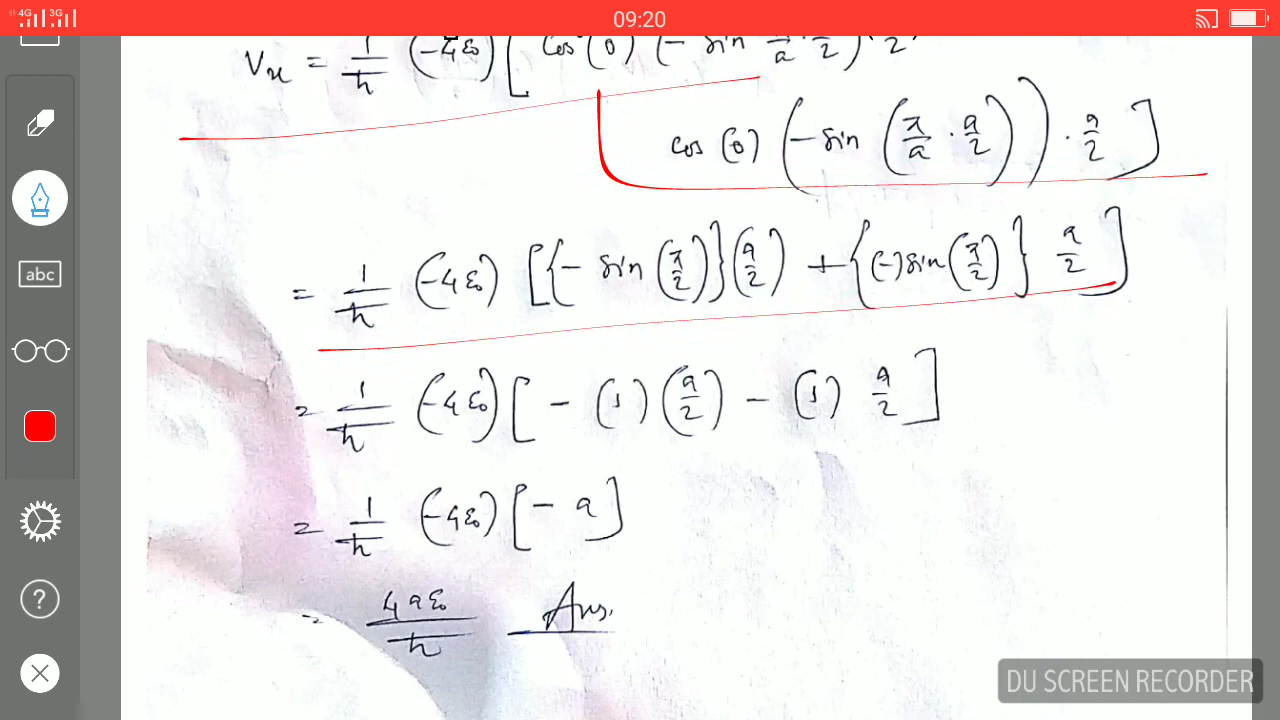 4G 3G 09:20
V_x = 1/ħ (-4ε₀) [ cos (0) (- sin π/a · a/2) · a/2
cos (0) (-sin (π/a · a/2)) · a/2 ]
abc
= 1/ħ (-4ε₀) [{- sin (π/2)}(a/2) + {(-)sin(π/2)} a/2 ]
= 1/ħ (-4ε₀) [ - (1) (a/2) - (1) a/2 ]
= 1/ħ (-4ε₀) [ - a ]
?
= 4aε₀/ħ Ans.
DU SCREEN RECORDER